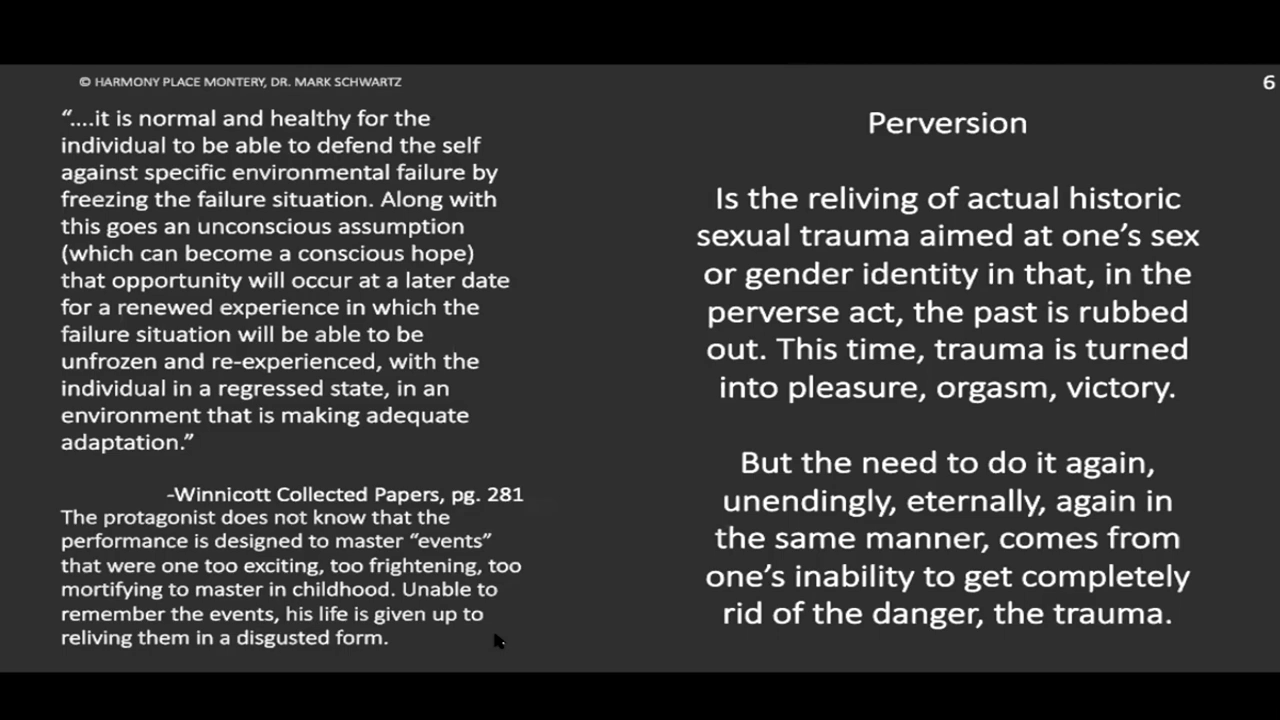 © HARMONY PLACE MONTERY, DR. MARK SCHWARTZ
6
“....it is normal and healthy for the
individual to be able to defend the self
against specific environmental failure by
freezing the failure situation. Along with
this goes an unconscious assumption
(which can become a conscious hope)
that opportunity will occur at a later date
for a renewed experience in which the
failure situation will be able to be
unfrozen and re-experienced, with the
individual in a regressed state, in an
environment that is making adequate
adaptation.”
-Winnicott Collected Papers, pg. 281
The protagonist does not know that the
performance is designed to master “events”
that were one too exciting, too frightening, too
mortifying to master in childhood. Unable to
remember the events, his life is given up to
reliving them in a disgusted form.
Perversion
Is the reliving of actual historic
sexual trauma aimed at one’s sex
or gender identity in that, in the
perverse act, the past is rubbed
out. This time, trauma is turned
into pleasure, orgasm, victory.
But the need to do it again,
unendingly, eternally, again in
the same manner, comes from
one’s inability to get completely
rid of the danger, the trauma.